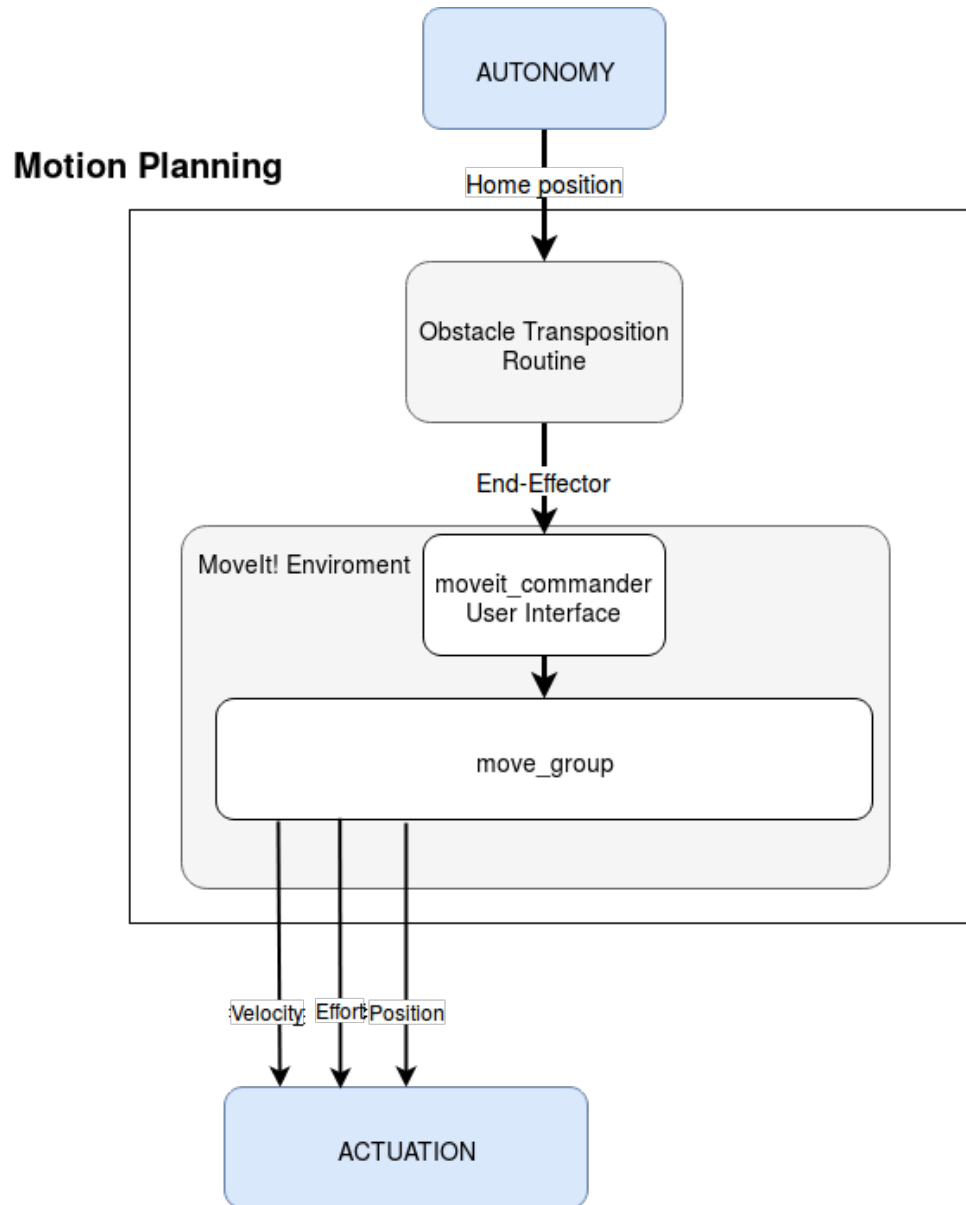 AUTONOMY
Motion Planning
Home position
Obstacle Transposition
Routine
End-Effector
MoveIt! Enviroment
moveit_commander
User Interface
move_group
Velocity
Effort
Position
ACTUATION